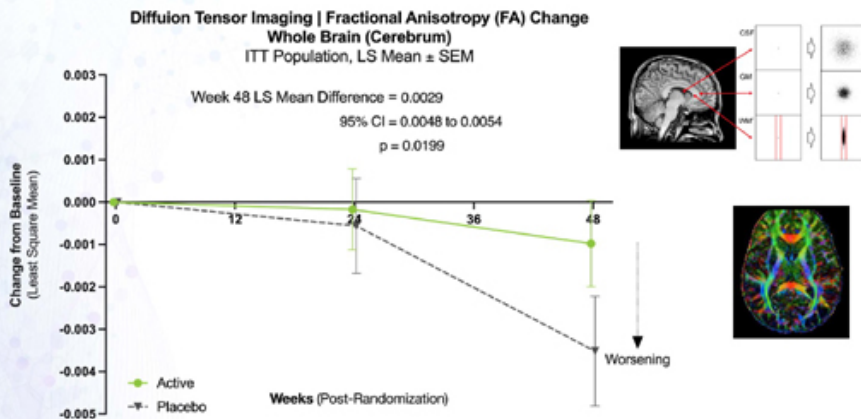 Diffuion Tensor Imaging | Fractional Anisotropy (FA) Change
Whole Brain (Cerebrum)
ITT Population, LS Mean ± SEM
Week 48 LS Mean Difference = 0.0029
95% CI = 0.0048 to 0.0054
p = 0.0199
Change from Baseline
(Least Square Mean)
0.003
0.002
0.001
0.000
-0.001
-0.002
-0.003
-0.004
-0.005
0 12 24 36 48
Worsening
Active
Placebo
Weeks (Post-Randomization)
CSF
GM
WM